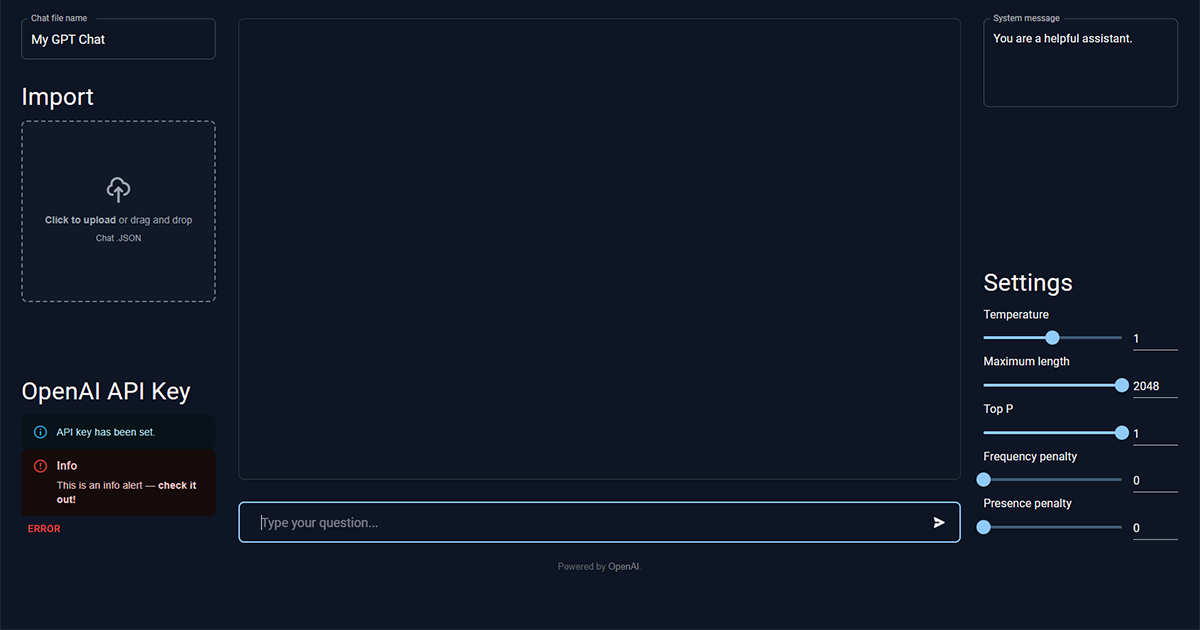 Chat file name
My GPT Chat
Import
Click to upload or drag and drop
Chat .JSON
OpenAI API Key
API key has been set.
Info
This is an info alert — check it
out!
ERROR
Type your question...
Powered by OpenAI.
System message
You are a helpful assistant.
Settings
Temperature
1
Maximum length
2048
Top P
1
Frequency penalty
0
Presence penalty
0